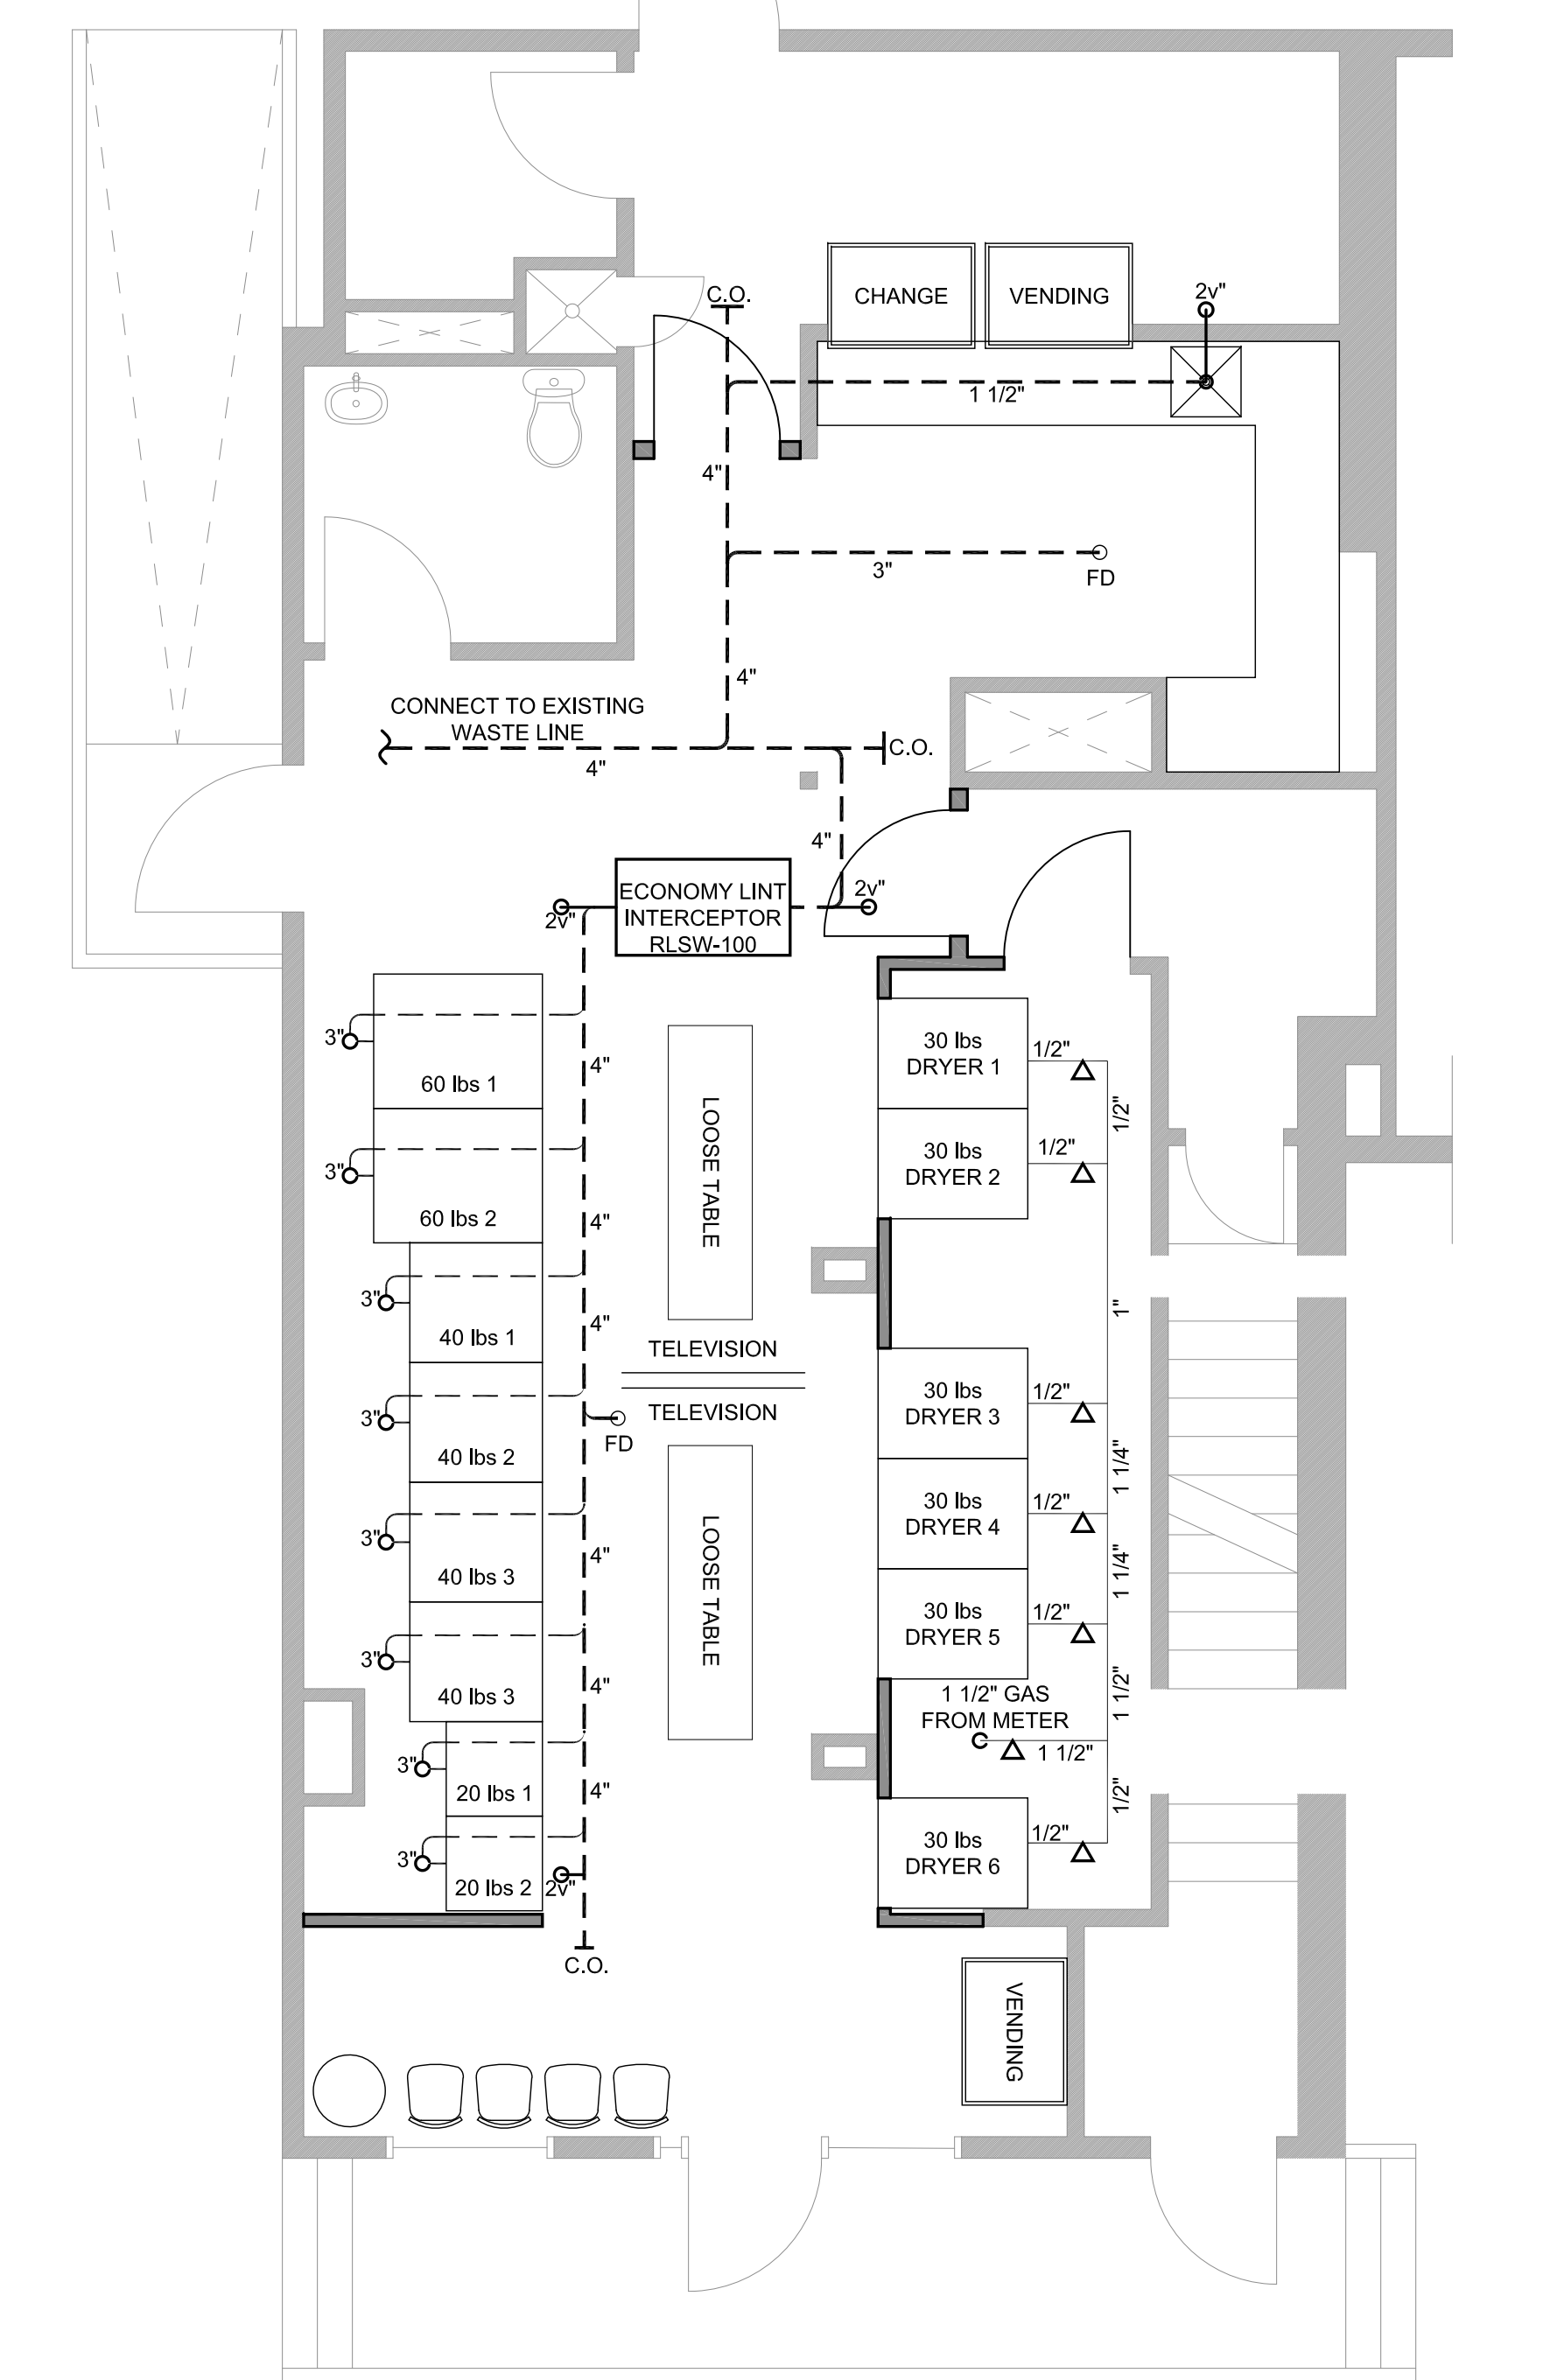 C.O.
CHANGE
VENDING
2v"
1 1/2"
4"
3"
FD
4"
CONNECT TO EXISTING
WASTE LINE
4"
C.O.
4"
ECONOMY LINT
INTERCEPTOR
RLSW-100
2v"
2v"
3"
60 lbs 1
4"
3"
60 lbs 2
4"
3"
40 lbs 1
4"
3"
40 lbs 2
FD
3"
40 lbs 3
4"
3"
40 lbs 3
4"
3"
20 lbs 1
4"
3"
20 lbs 2
2v"
C.O.
LOOSE TABLE
TELEVISION
TELEVISION
LOOSE TABLE
30 lbs
DRYER 1
1/2"
1/2"
30 lbs
DRYER 2
1/2"
1"
30 lbs
DRYER 3
1/2"
1 1/4"
30 lbs
DRYER 4
1/2"
1 1/4"
30 lbs
DRYER 5
1/2"
1 1/2"
1 1/2" GAS
FROM METER
1 1/2"
1/2"
30 lbs
DRYER 6
1/2"
VENDING